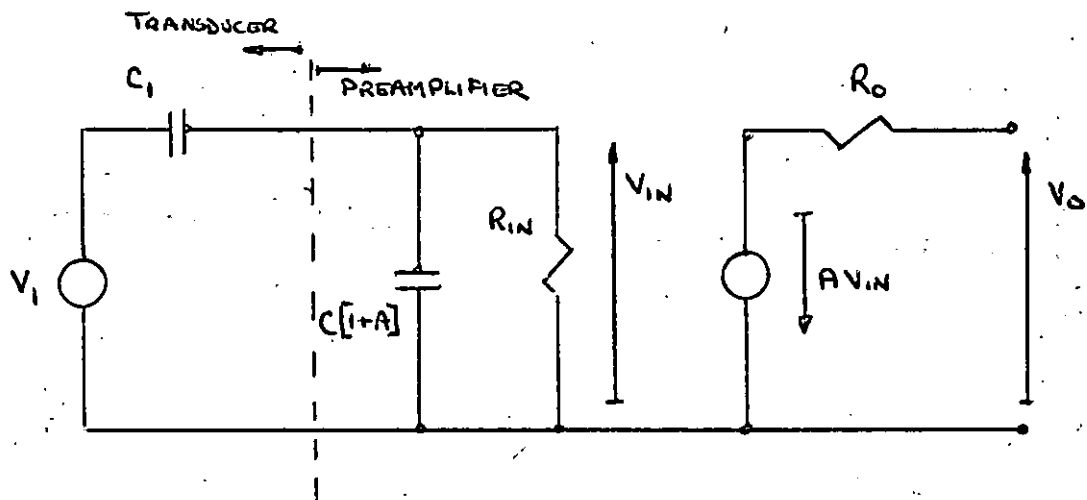 TRANSDUCER
PREAMPLIFIER
C1
R0
V1
C[1+A]
RIN
VIN
AVIN
V0